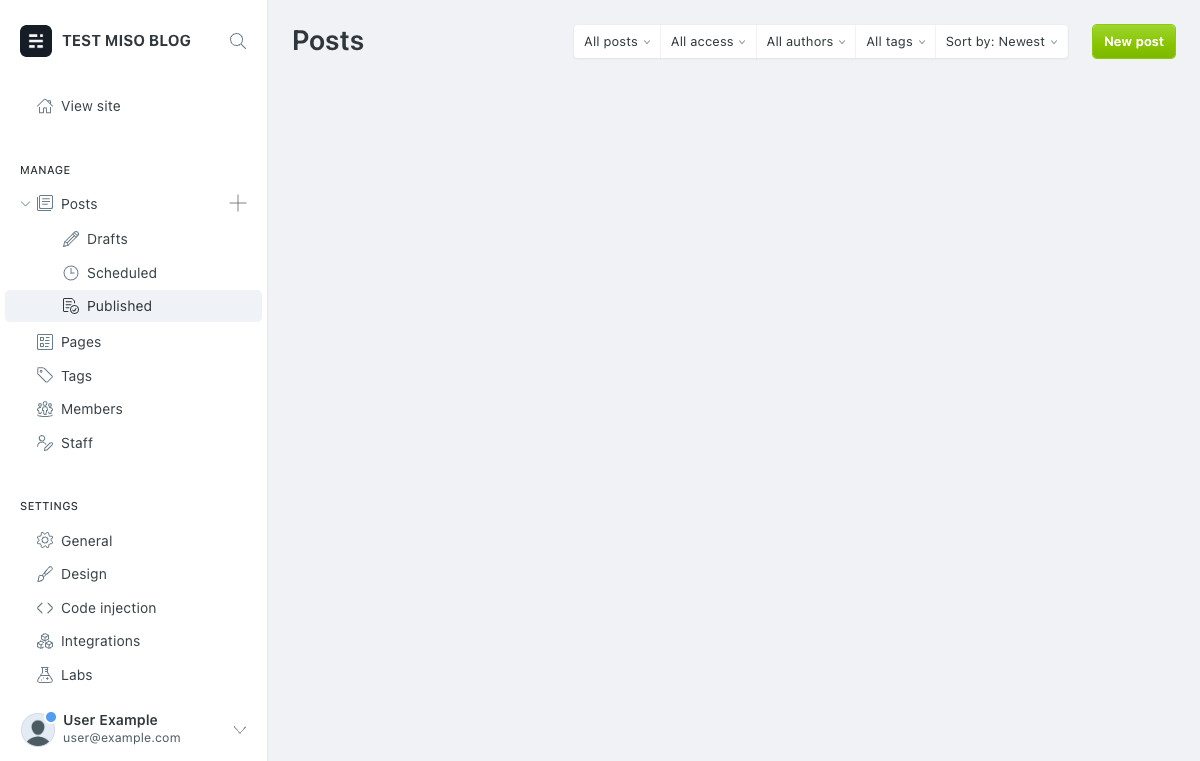 TEST MISO BLOG
View site
MANAGE
Posts
Drafts
Scheduled
Published
Pages
Tags
Members
Staff
SETTINGS
General
Design
Code injection
Integrations
Labs
User Example
user@example.com
Posts
All posts All access All authors All tags Sort by: Newest New post